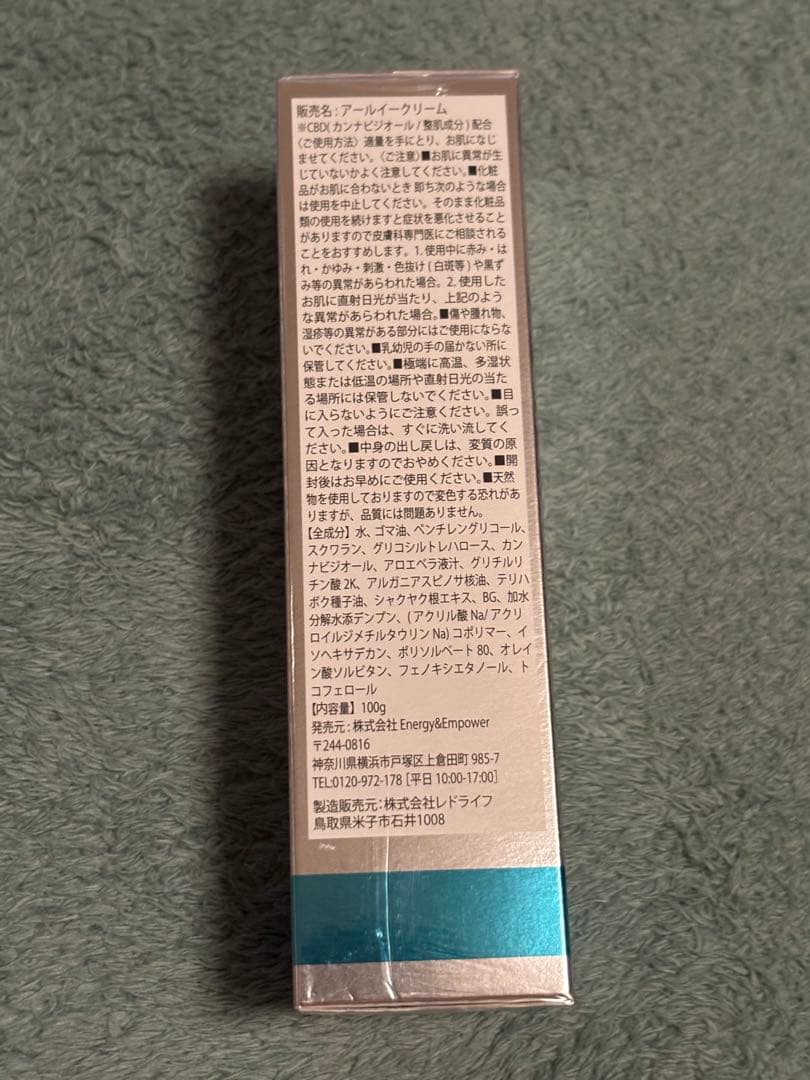 販売名：アールイークリーム
※CBD( カンナビジオール / 整肌成分 ) 配合
〈ご使用方法〉適量を手にとり、お肌になじ
ませてください。〈ご注意〉■お肌に異常が生
じていないかよく注意してください。■化粧
品がお肌に合わないとき 即ち次のような場合
は使用を中止してください。そのまま化粧品
類の使用を続けますと症状を悪化させること
がありますので皮膚科専門医にご相談される
ことをおすすめします。1. 使用中に赤み・は
れ・かゆみ・刺激・色抜け ( 白斑等 ) や黒ず
み等の異常があらわれた場合。2. 使用した
お肌に直射日光が当たり、上記のよう
な異常があらわれた場合。■傷や腫れ物、
湿疹等の異常がある部分にはご使用にならな
いでください。■乳幼児の手の届かない所に
保管してください。■極端に高温、多湿状
態または低温の場所や直射日光の当た
る場所には保管しないでください。■目
に入らないようにご注意ください。誤っ
て入った場合は、すぐに洗い流してく
ださい。■中身の出し戻しは、変質の原
因となりますのでおやめください。■開
封後はお早めにご使用ください。■天然
物を使用しておりますので変色する恐れがあ
りますが、品質には問題ありません。
【全成分】水、ゴマ油、ペンチレングリコール、
スクワラン、グリコシルトレハロース、カン
ナビジオール、アロエベラ液汁、グリチルリ
チン酸 2K、アルガニアスピノサ核油、テリハ
ボク種子油、シャクヤク根エキス、BG、加水
分解水添デンプン、( アクリル酸 Na/ アクリ
ロイルジメチルタウリン Na) コポリマー、イ
ソヘキサデカン、ポリソルベート 80、オレイ
ン酸ソルビタン、フェノキシエタノール、ト
コフェロール
【内容量】100g
発売元：株式会社 Energy&Empower
〒244-0816
神奈川県横浜市戸塚区上倉田町 985-7
TEL:0120-972-178 [平日 10:00-17:00]
製造販売元：株式会社レドライフ
鳥取県米子市石井1008